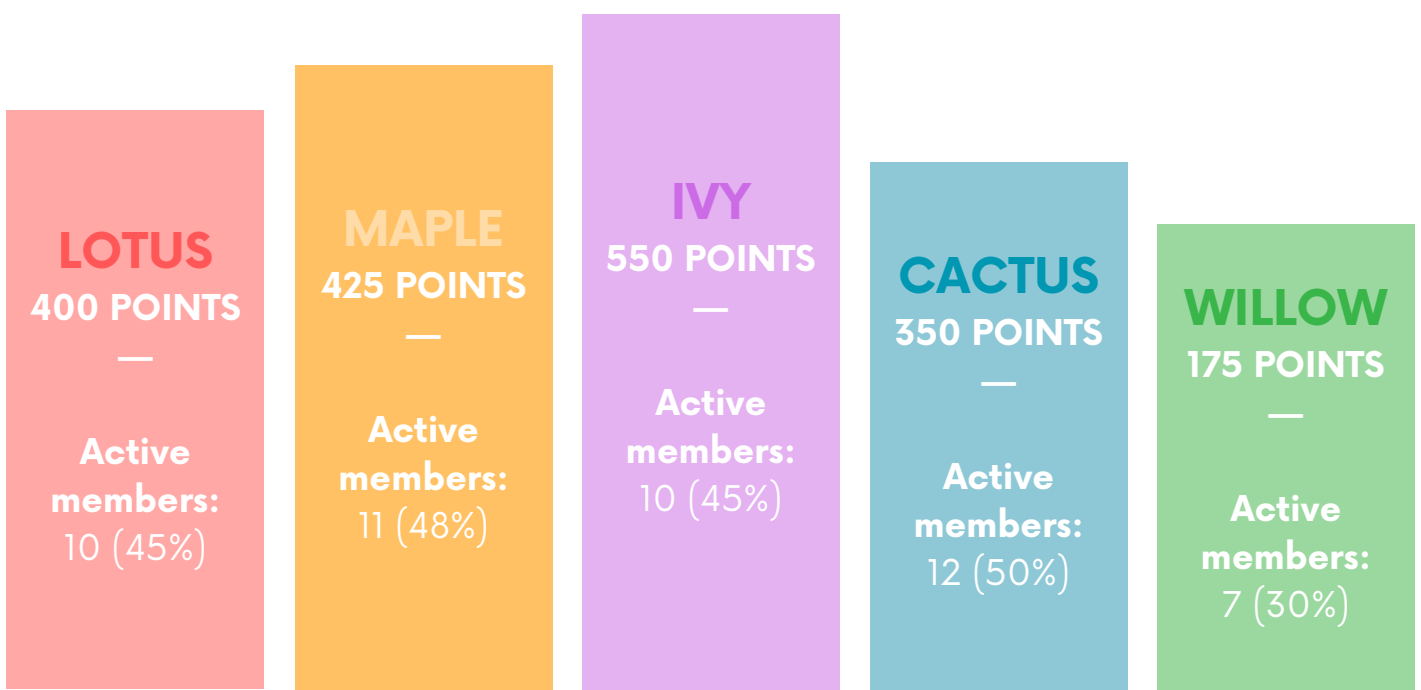 LOTUS
400 POINTS
—
Active
members:
10 (45%)
MAPLE
425 POINTS
—
Active
members:
11 (48%)
IVY
550 POINTS
—
Active
members:
10 (45%)
CACTUS
350 POINTS
—
Active
members:
12 (50%)
WILLOW
175 POINTS
—
Active
members:
7 (30%)